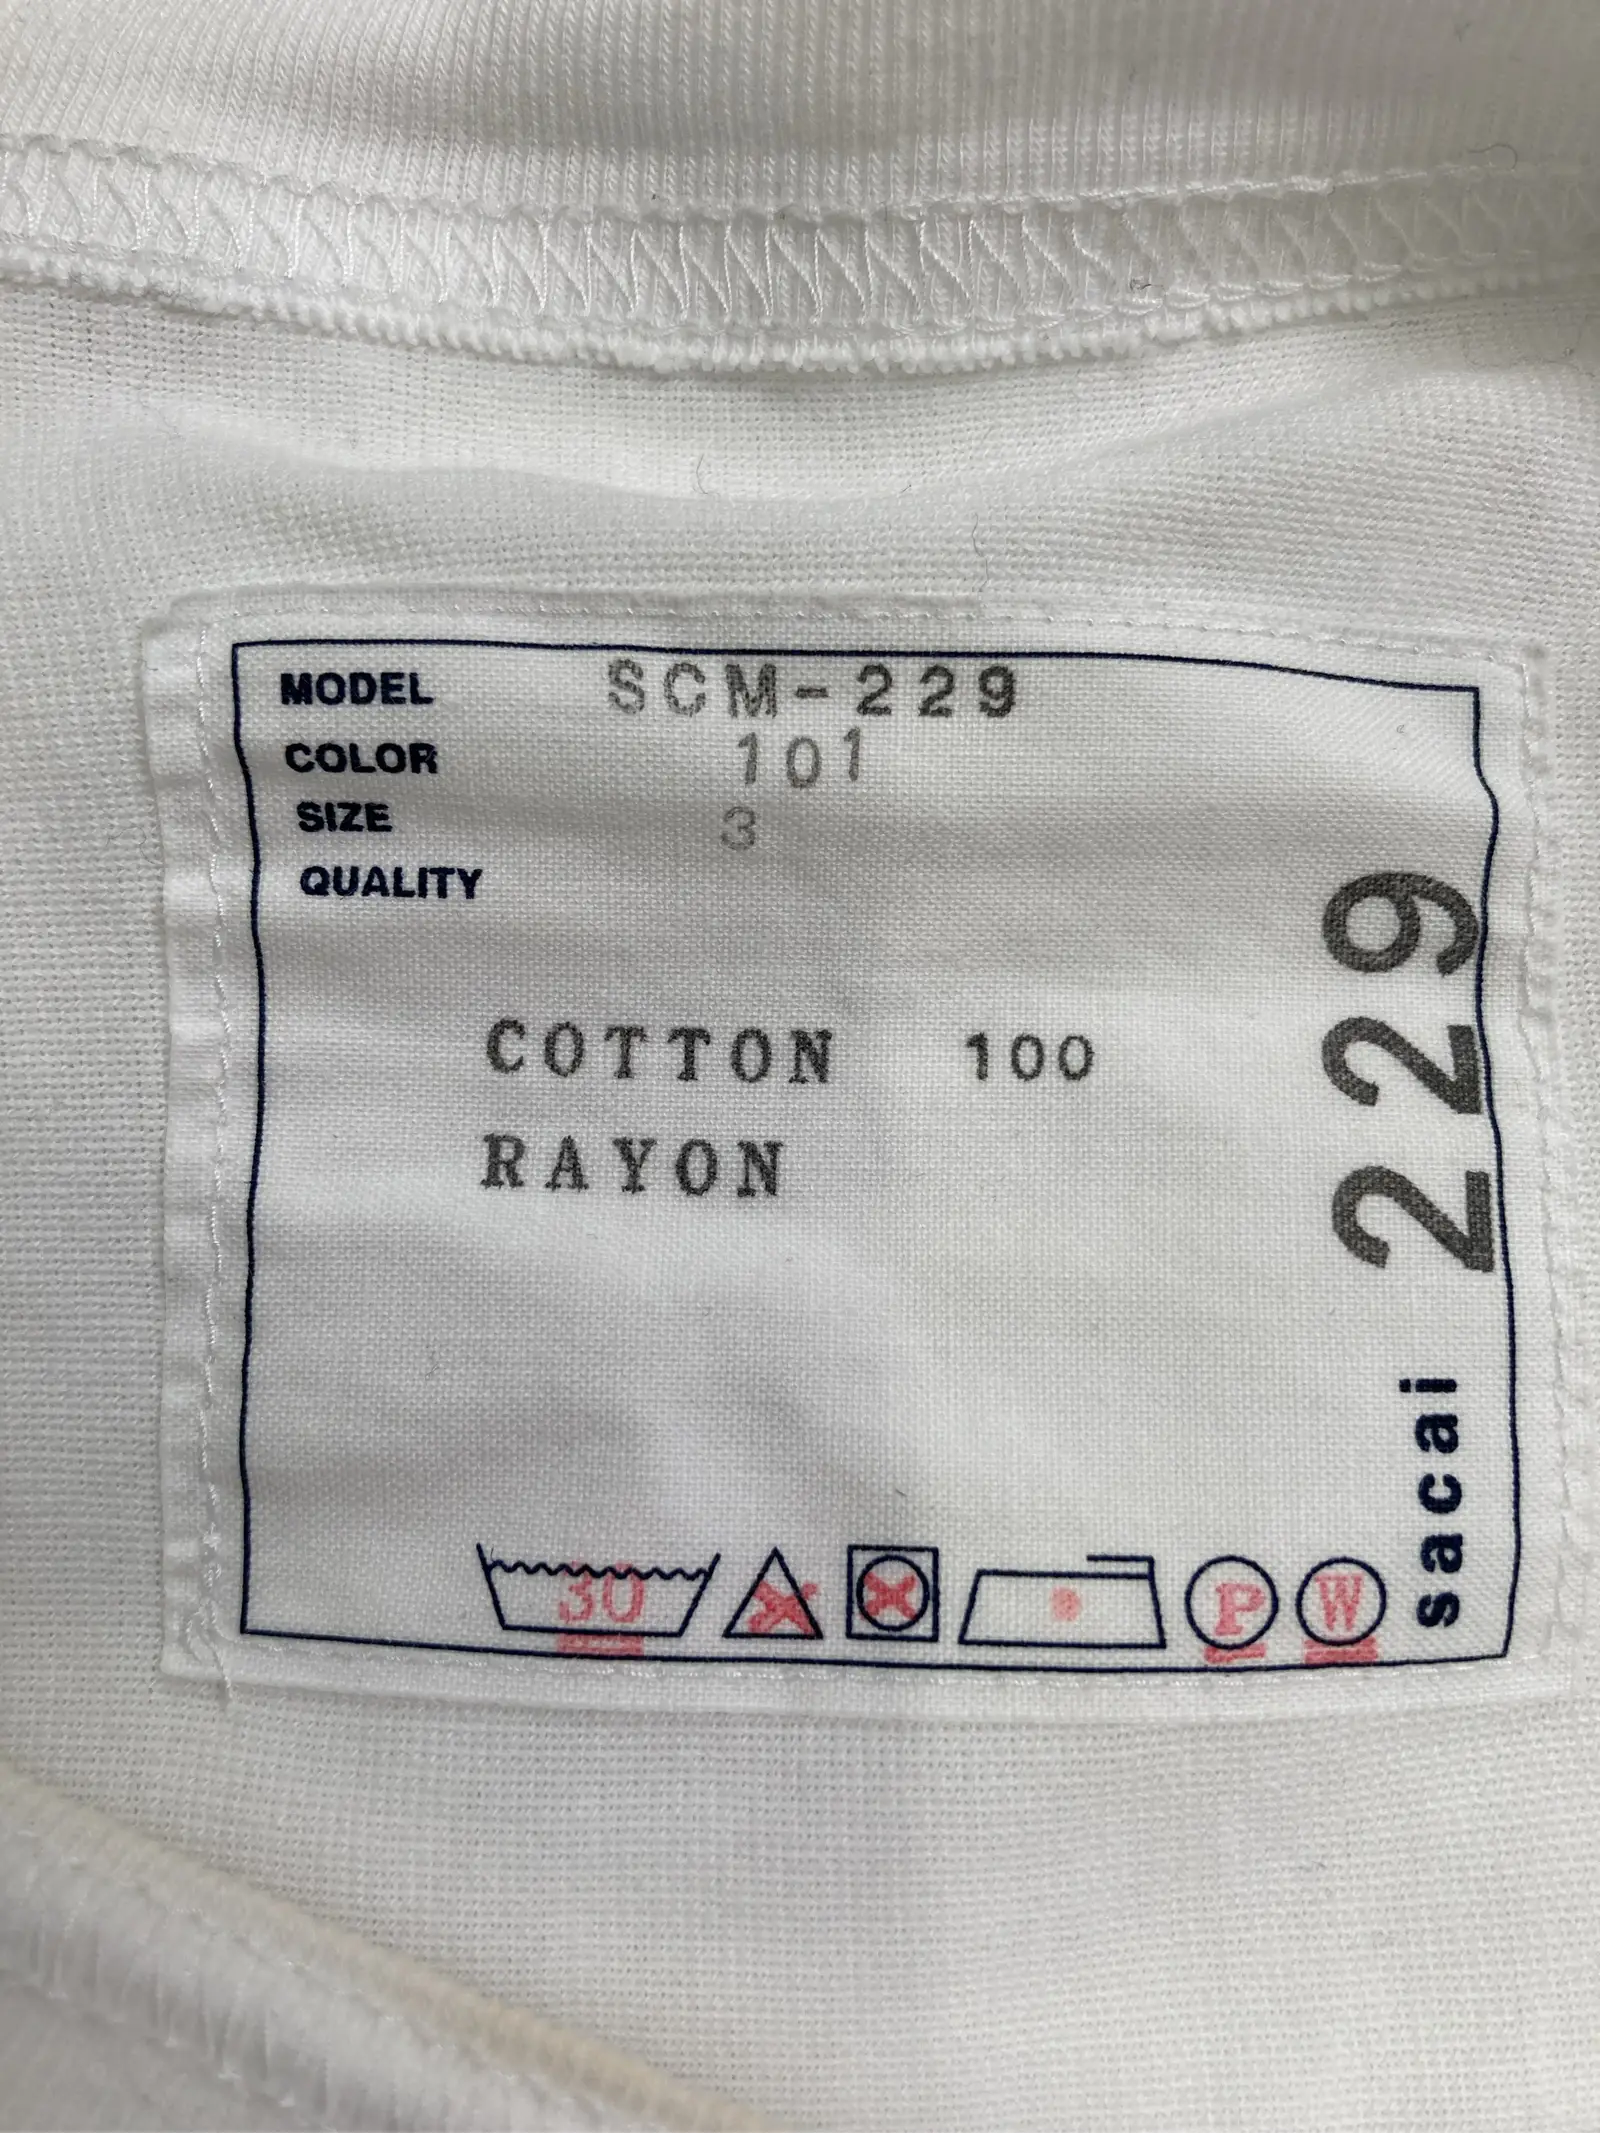 MODEL SCM-229
COLOR 101
SIZE 3
QUALITY
COTTON 100
RAYON
229
sacai
30
P
W